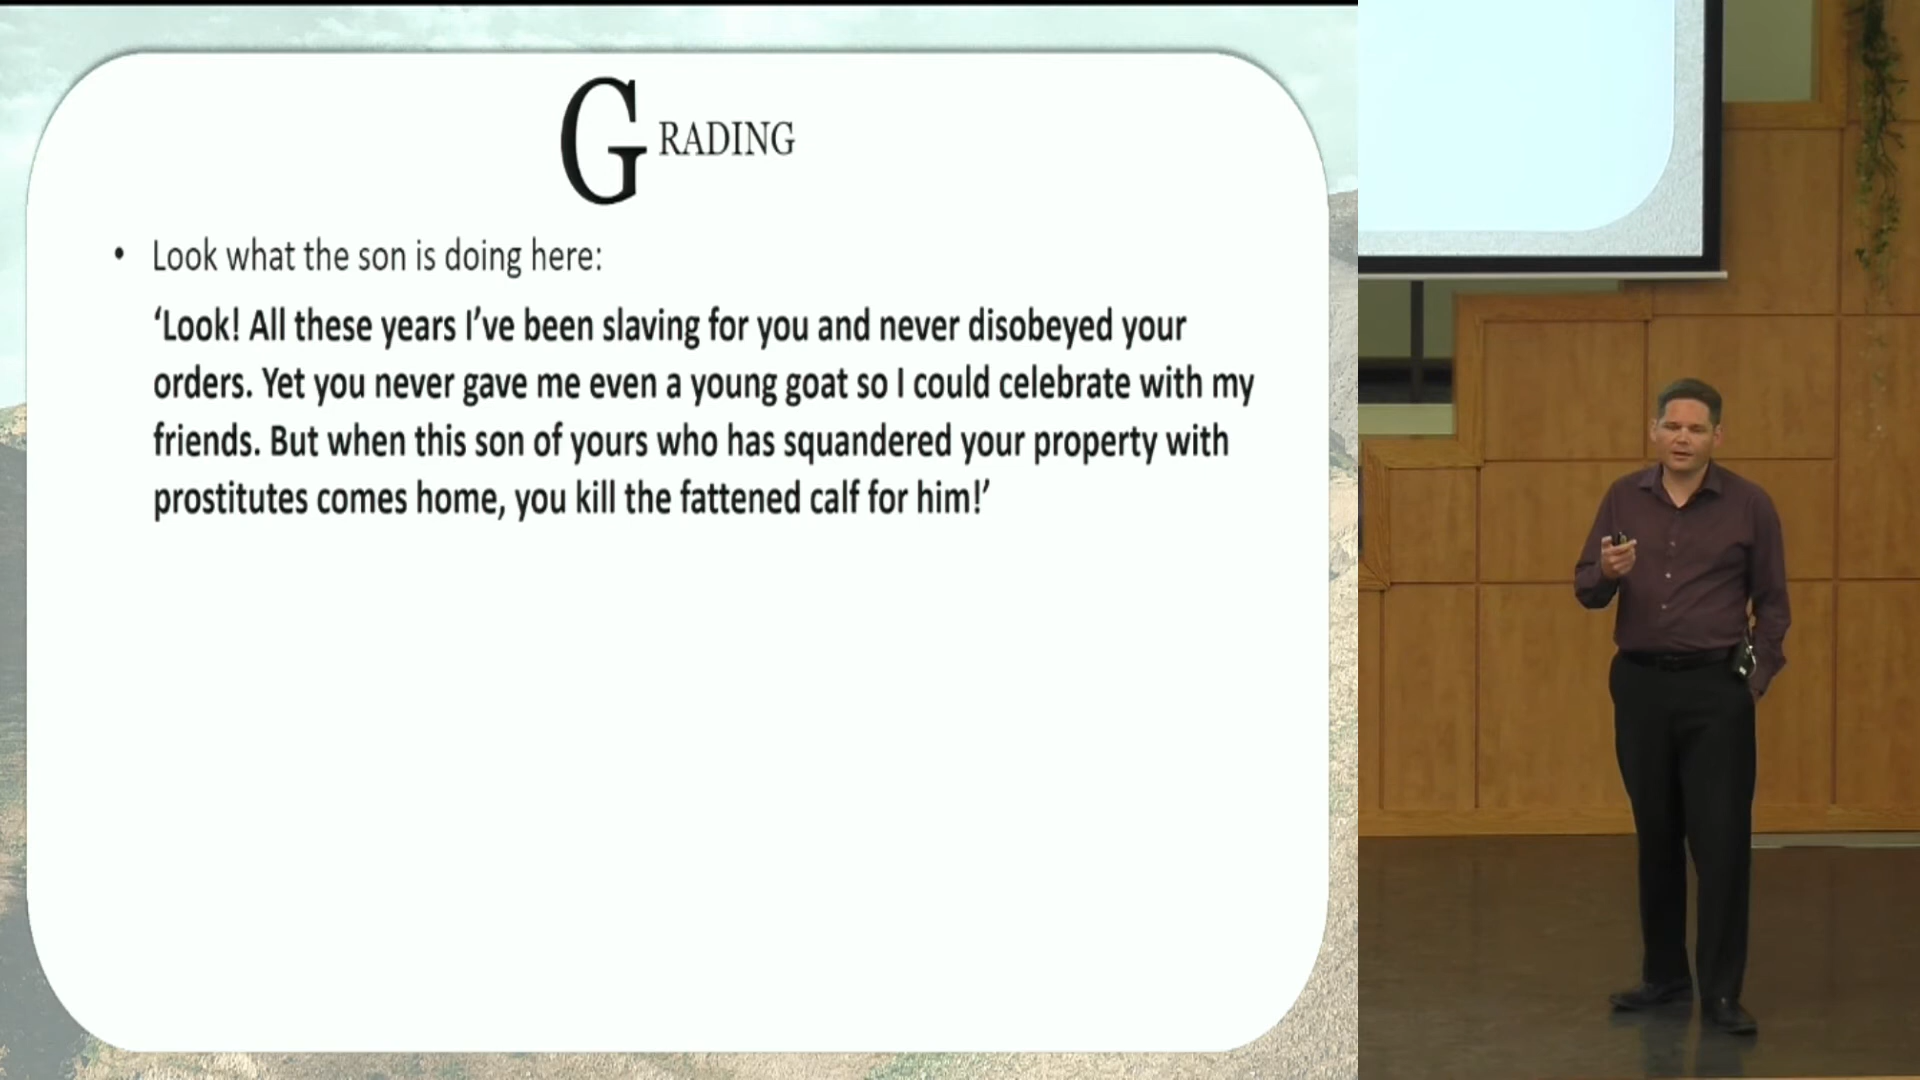 GRADING
• Look what the son is doing here:
‘Look! All these years I’ve been slaving for you and never disobeyed your
orders. Yet you never gave me even a young goat so I could celebrate with my
friends. But when this son of yours who has squandered your property with
prostitutes comes home, you kill the fattened calf for him!’